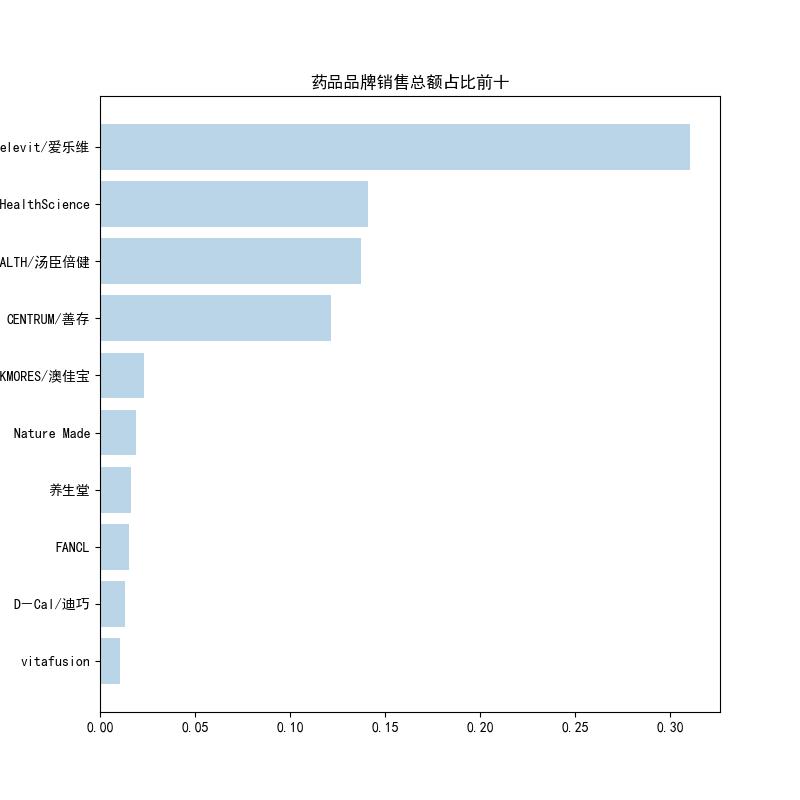 药品品牌销售总额占比前十
elevit/爱乐维
HealthScience
ALTH/汤臣倍健
CENTRUM/善存
KMORES/澳佳宝
Nature Made
养生堂
FANCL
D－Cal/迪巧
vitafusion
0.00 0.05 0.10 0.15 0.20 0.25 0.30